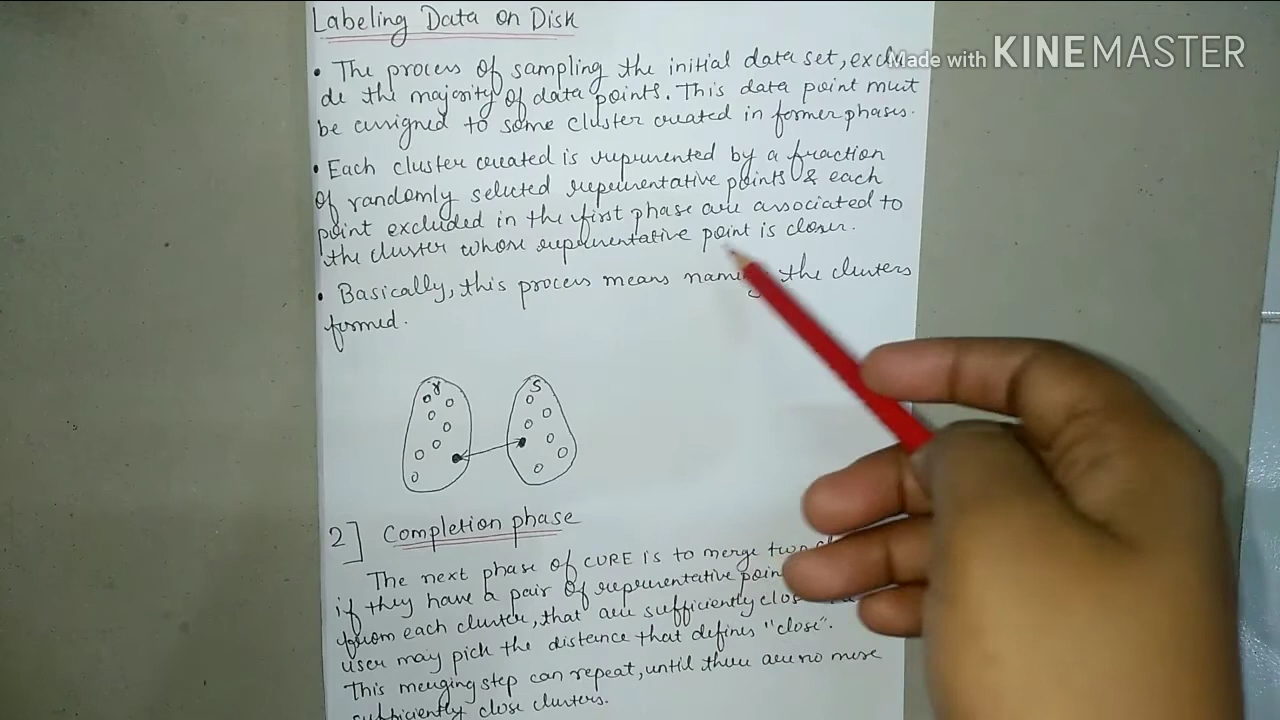 Labeling Data on Disk
Made with KINEMASTER
• The process of sampling the initial data set, exclu
de the majority of data points. This data point must
be assigned to some cluster created in former phases.
• Each cluster created is represented by a fraction
of randomly selected representative points & each
point excluded in the first phase are associated to
the cluster whose representative point is closer.
• Basically, this process means naming the clusters
formed.
r
s
2] Completion phase
The next phase of CURE is to merge two
if they have a pair of representative
from each cluster, that are sufficiently
user may pick the distance that defines "close".
This merging step can repeat, until there are no more
sufficiently close clusters.